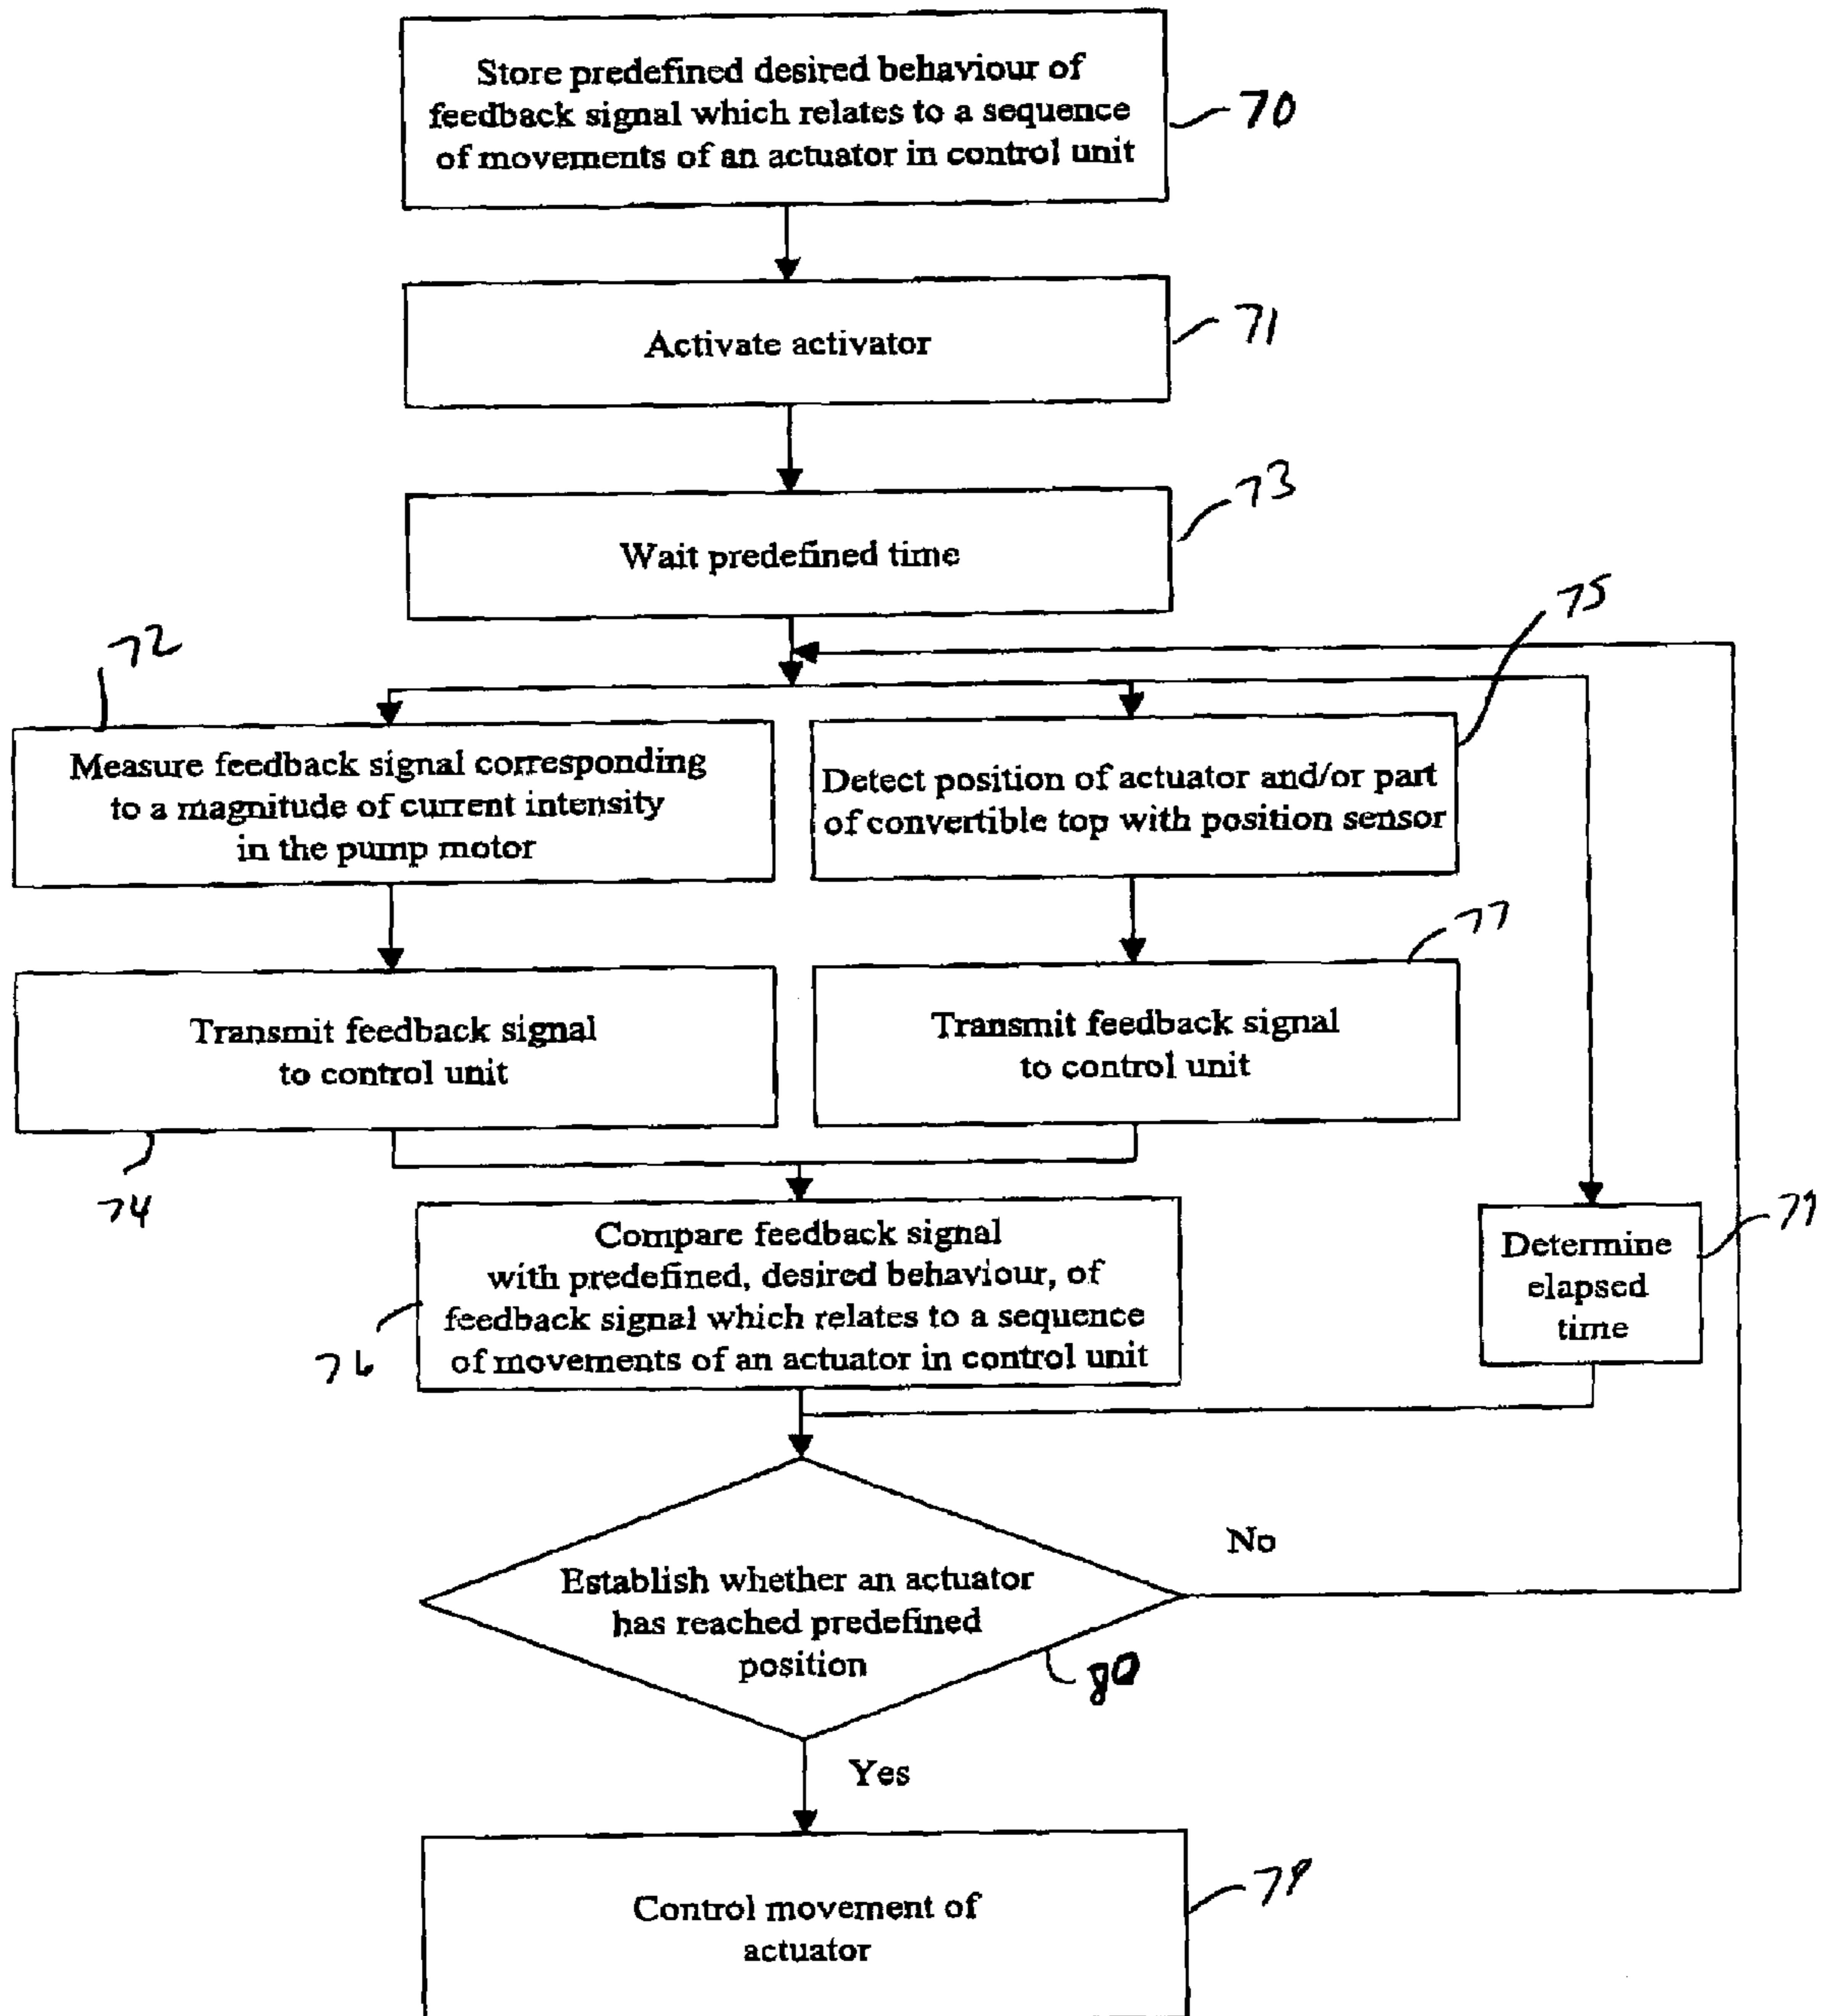 Store predefined desired behaviour of
feedback signal which relates to a sequence
of movements of an actuator in control unit
70
Activate activator
71
Wait predefined time
73
72
75
Measure feedback signal corresponding
to a magnitude of current intensity
in the pump motor
Detect position of actuator and/or part
of convertible top with position sensor
77
Transmit feedback signal
to control unit
Transmit feedback signal
to control unit
74
Compare feedback signal
with predefined, desired behaviour, of
feedback signal which relates to a sequence
of movements of an actuator in control unit
76
Determine
elapsed
time
Establish whether an actuator
has reached predefined
position
80
No
Yes
Control movement of
actuator